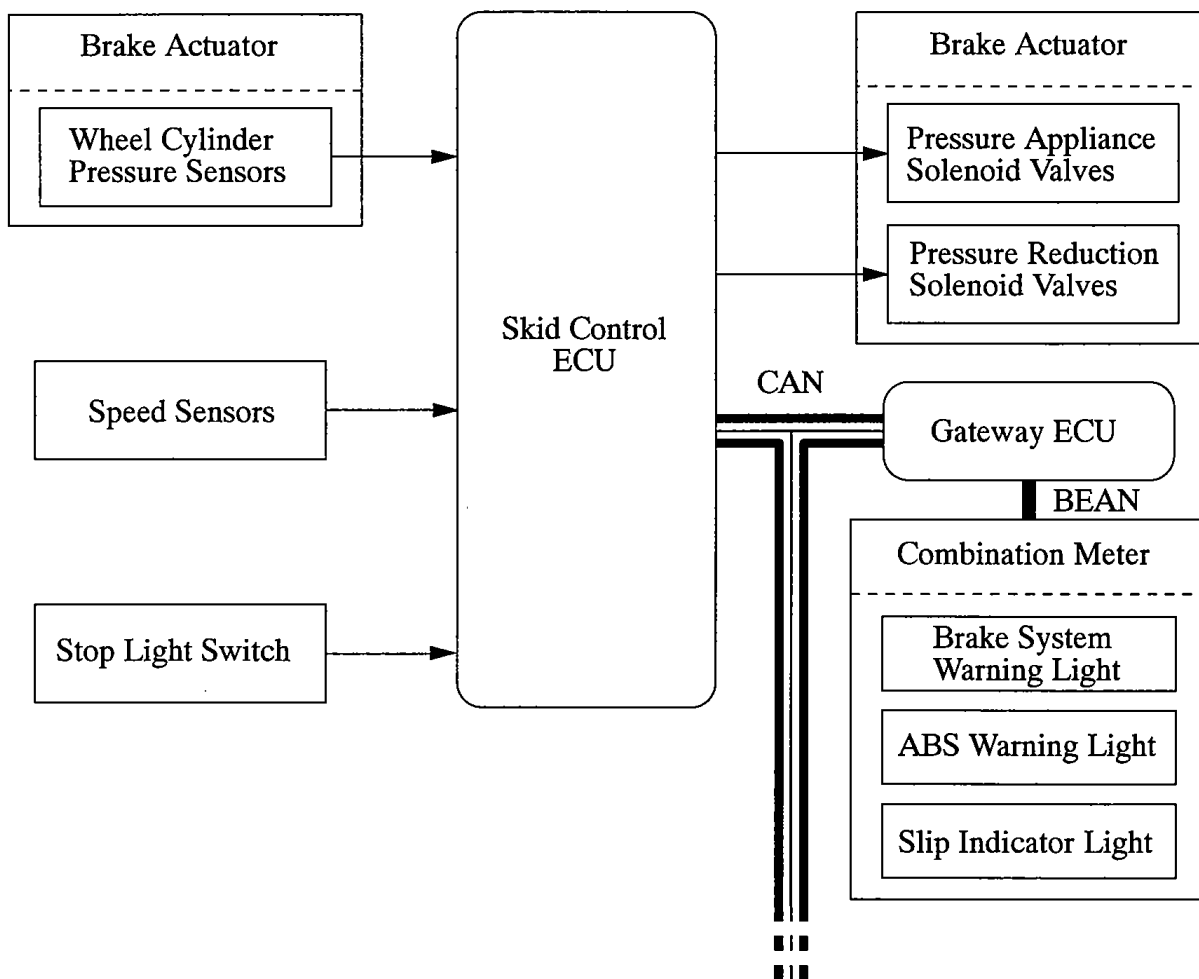 Brake Actuator
Wheel Cylinder
Pressure Sensors
Speed Sensors
Stop Light Switch
Skid Control
ECU
Brake Actuator
Pressure Appliance
Solenoid Valves
Pressure Reduction
Solenoid Valves
CAN
Gateway ECU
BEAN
Combination Meter
Brake System
Warning Light
ABS Warning Light
Slip Indicator Light